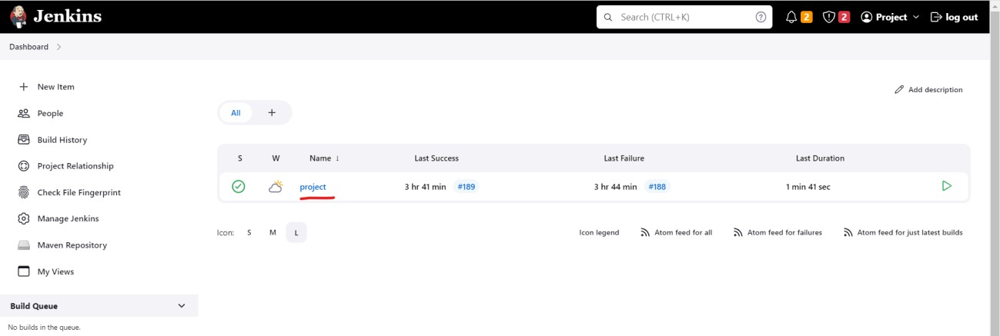 Jenkins
Search (CTRL+K)
?
2
2
Project
log out
Dashboard
New Item
People
Build History
Project Relationship
Check File Fingerprint
Manage Jenkins
Maven Repository
My Views
Build Queue
No builds in the queue.
Add description
All +
S W Name ↓ Last Success Last Failure Last Duration
project 3 hr 41 min #189 3 hr 44 min #188 1 min 41 sec
Icon: S M L
Icon legend Atom feed for all Atom feed for failures Atom feed for just latest builds